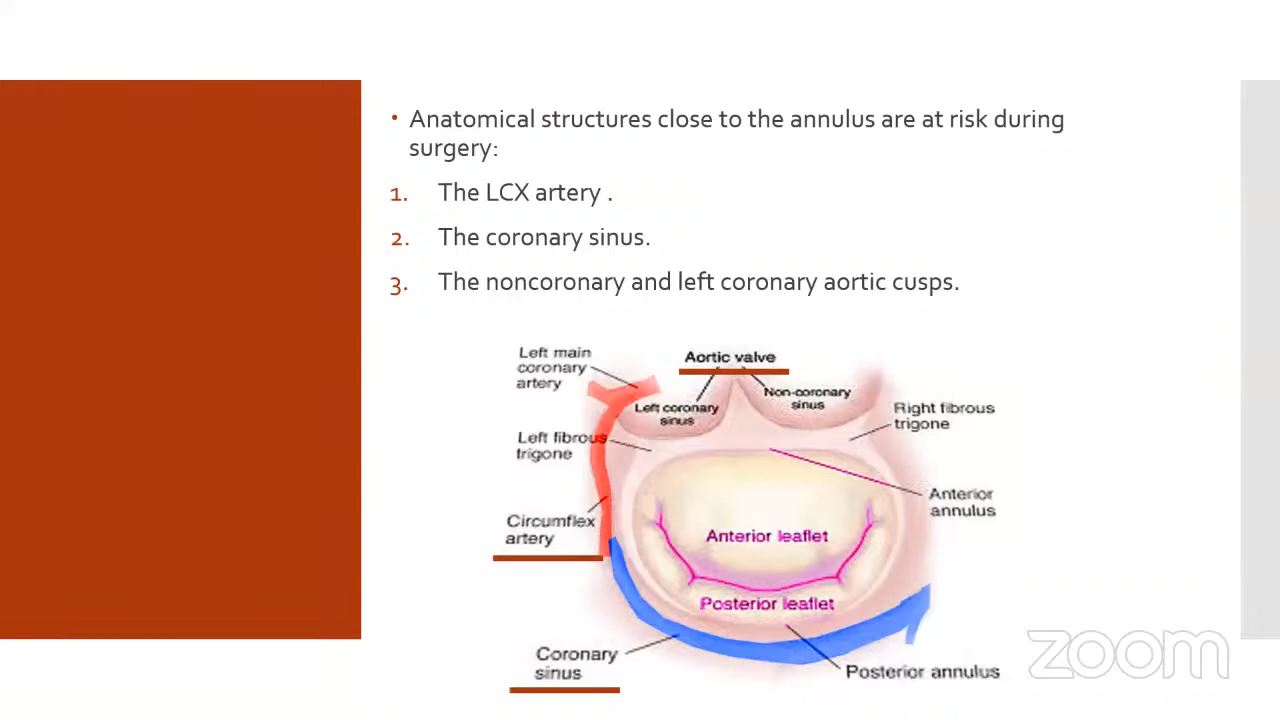 • Anatomical structures close to the annulus are at risk during
surgery:
1. The LCX artery .
2. The coronary sinus.
3. The noncoronary and left coronary aortic cusps.
Left main
coronary
artery
Aortic valve
Left coronary
sinus
Non-coronary
sinus
Right fibrous
trigone
Left fibrous
trigone
Anterior
annulus
Circumflex
artery
Anterior leaflet
Posterior leaflet
Coronary
sinus
Posterior annulus
zoom